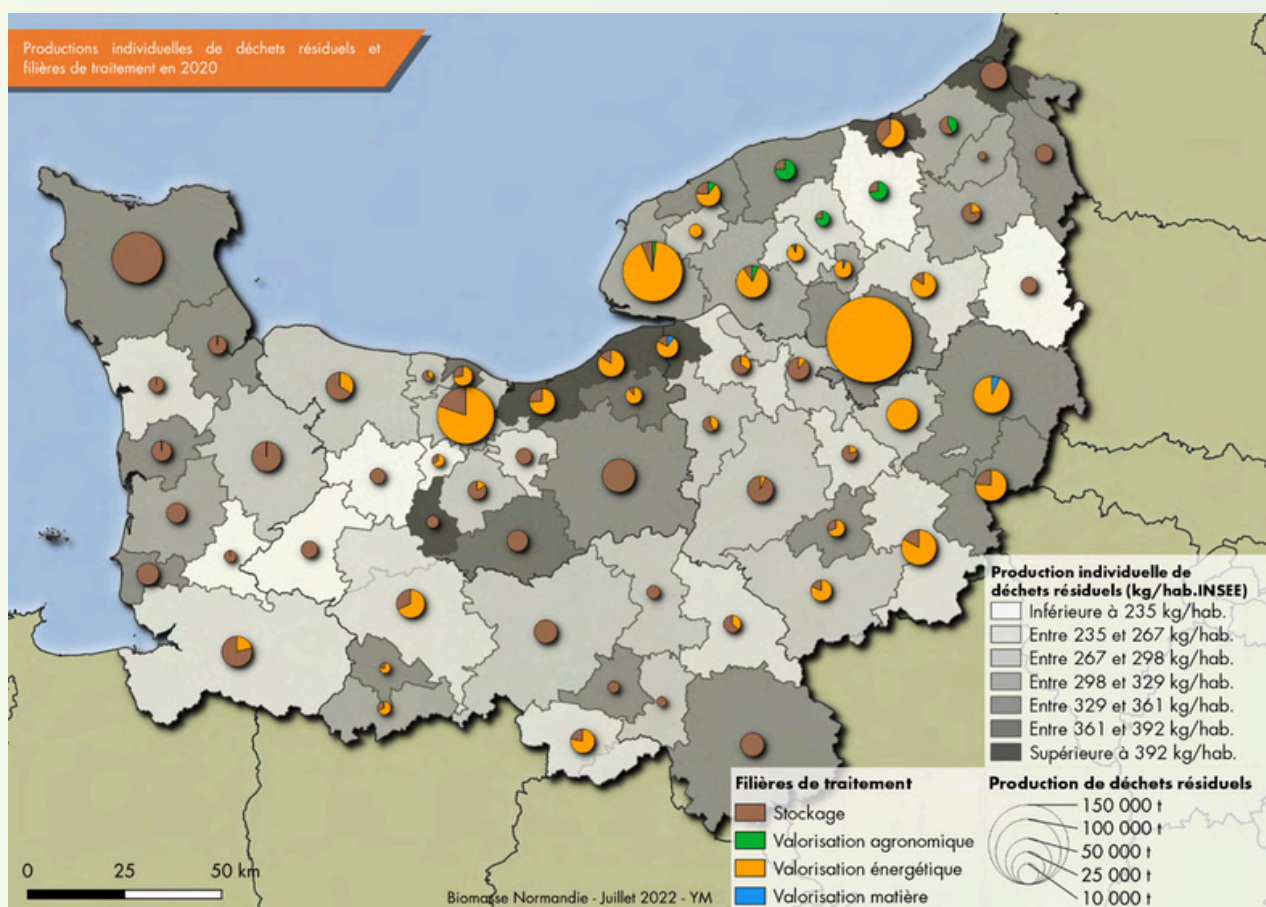 Productions individuelles de déchets résiduels et
filières de traitement en 2020
Production individuelle de
déchets résiduels (kg/hab.INSEE)
Inférieure à 235 kg/hab.
Entre 235 et 267 kg/hab.
Entre 267 et 298 kg/hab.
Entre 298 et 329 kg/hab.
Entre 329 et 361 kg/hab.
Entre 361 et 392 kg/hab.
Supérieure à 392 kg/hab.
Filières de traitement
Stockage
Valorisation agronomique
Valorisation énergétique
Valorisation matière
Production de déchets résiduels
150 000 t
100 000 t
50 000 t
25 000 t
10 000 t
0 25 50 km
Biomasse Normandie - Juillet 2022 - YM